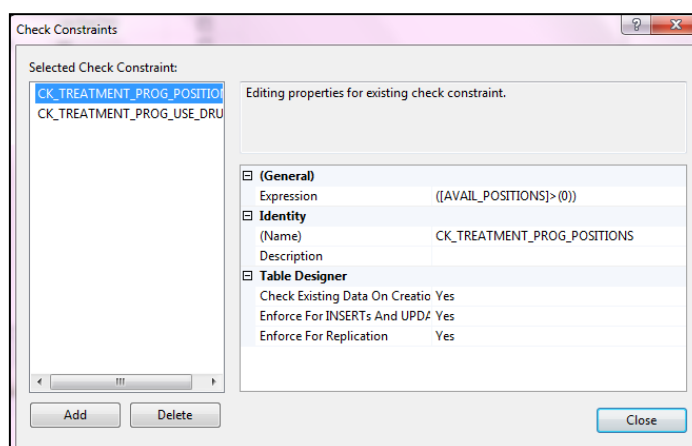 Check Constraints
Selected Check Constraint:
CK_TREATMENT_PROG_POSITION
CK_TREATMENT_PROG_USE_DRU
Editing properties for existing check constraint.
(General)
Expression ([AVAIL_POSITIONS]>(0))
Identity
(Name) CK_TREATMENT_PROG_POSITIONS
Description
Table Designer
Check Existing Data On Creatio Yes
Enforce For INSERTs And UPDA Yes
Enforce For Replication Yes
Add Delete
Close